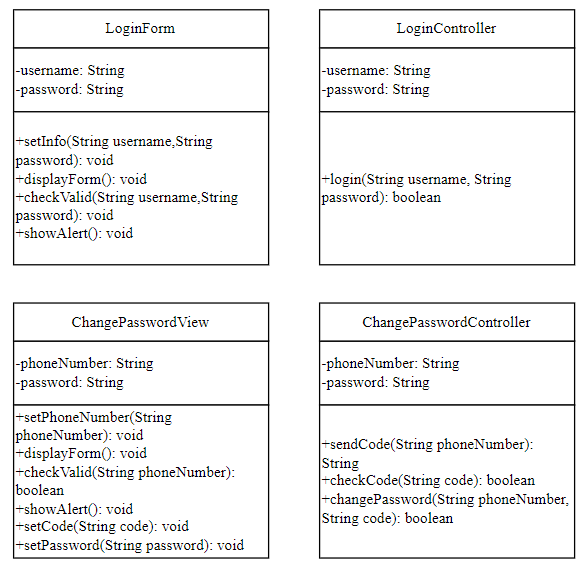 LoginForm
-username: String
-password: String
+setInfo(String username,String
password): void
+displayForm(): void
+checkValid(String username,String
password): void
+showAlert(): void
LoginController
-username: String
-password: String
+login(String username, String
password): boolean
ChangePasswordView
-phoneNumber: String
-password: String
+setPhoneNumber(String
phoneNumber): void
+displayForm(): void
+checkValid(String phoneNumber):
boolean
+showAlert(): void
+setCode(String code): void
+setPassword(String password): void
ChangePasswordController
-phoneNumber: String
-password: String
+sendCode(String phoneNumber):
String
+checkCode(String code): boolean
+changePassword(String phoneNumber,
String code): boolean